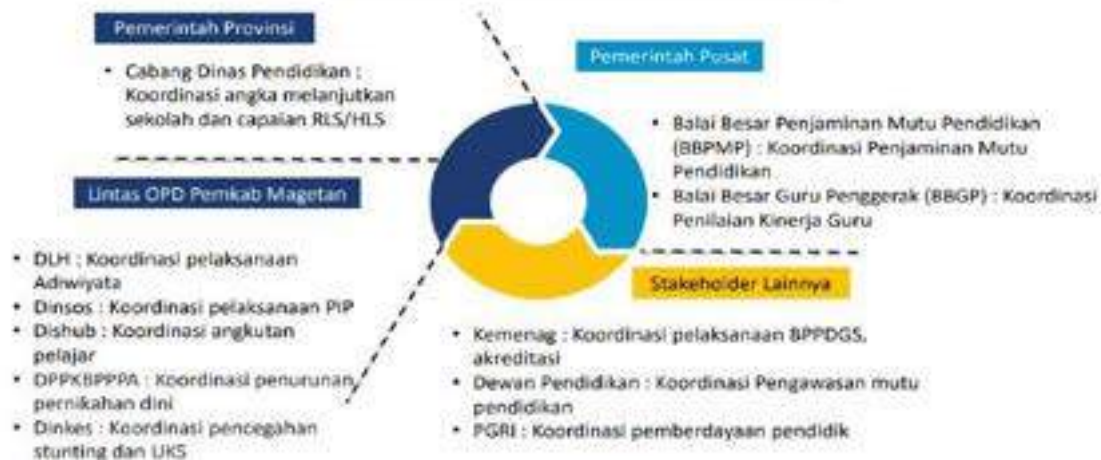 Pemerintah Provinsi
• Cabang Dinas Pendidikan :
Koordinasi angka melanjutkan
sekolah dan capaian RLS/HLS
Pemerintah Pusat
• Balai Besar Penjaminan Mutu Pendidikan
(BBPMP) : Koordinasi Penjaminan Mutu
Pendidikan
• Balai Besar Guru Penggerak (BBGP) : Koordinasi
Penilaian Kinerja Guru
Lintas OPD Pemkab Magetan
• DLH : Koordinasi pelaksanaan
Adiwiyata
• Dinsos : Koordinasi pelaksanaan PIP
• Dishub : Koordinasi angkutan
pelajar
• DPPKBPPPA : Koordinasi penurunan
pernikahan dini
• Dinkes : Koordinasi pencegahan
stunting dan UKS
Stakeholder Lainnya
• Kemenag : Koordinasi pelaksanaan BPPDGS,
akreditasi
• Dewan Pendidikan : Koordinasi Pengawasan mutu
pendidikan
• PGRI : Koordinasi pemberdayaan pendidik